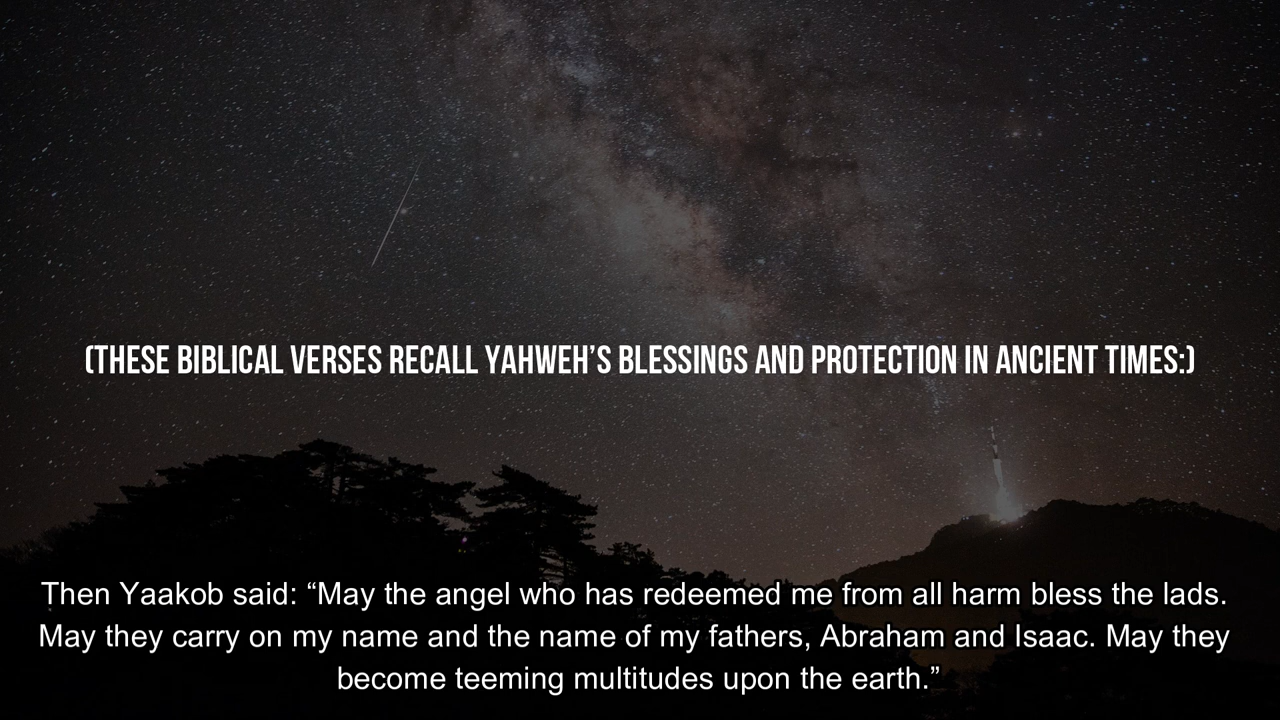 (THESE BIBLICAL VERSES RECALL YAHWEH’S BLESSINGS AND PROTECTION IN ANCIENT TIMES:)
Then Yaakob said: “May the angel who has redeemed me from all harm bless the lads.
May they carry on my name and the name of my fathers, Abraham and Isaac. May they
become teeming multitudes upon the earth.”